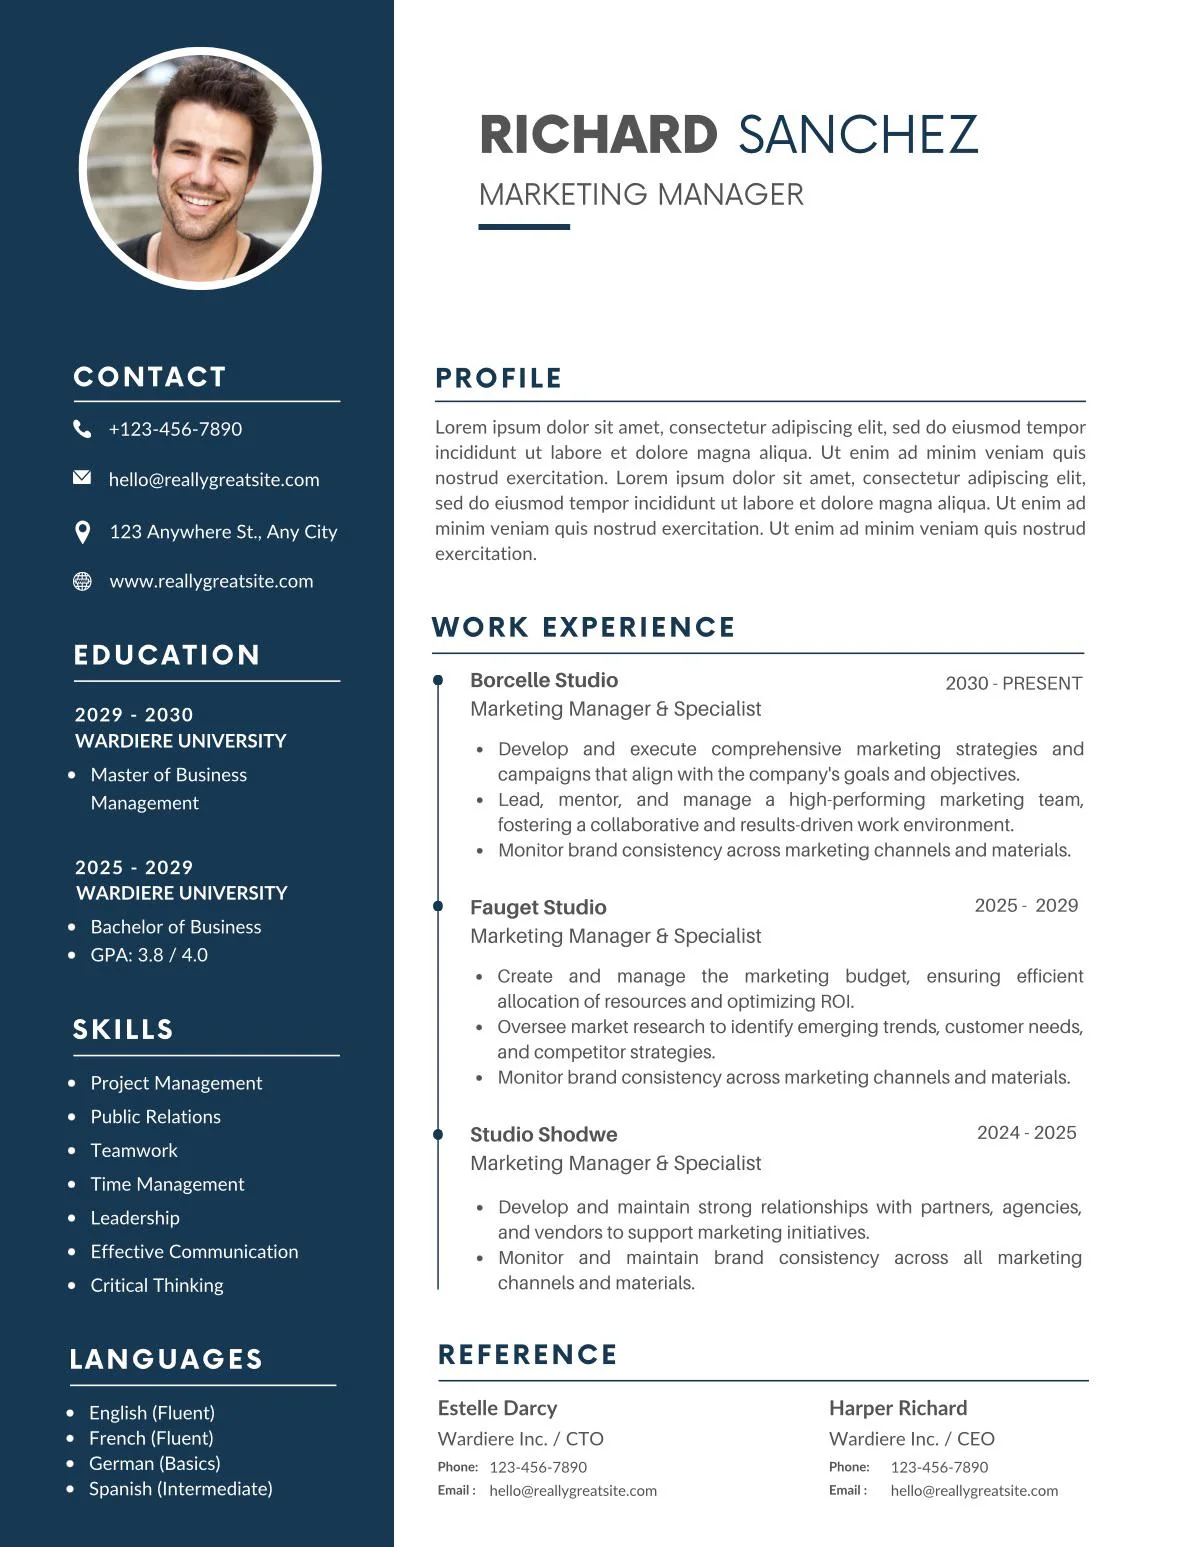 RICHARD SANCHEZ
MARKETING MANAGER
CONTACT
+123-456-7890
hello@reallygreatsite.com
123 Anywhere St., Any City
www.reallygreatsite.com
EDUCATION
2029 - 2030
WARDIERE UNIVERSITY
• Master of Business
Management
2025 - 2029
WARDIERE UNIVERSITY
• Bachelor of Business
• GPA: 3.8 / 4.0
SKILLS
• Project Management
• Public Relations
• Teamwork
• Time Management
• Leadership
• Effective Communication
• Critical Thinking
LANGUAGES
• English (Fluent)
• French (Fluent)
• German (Basics)
• Spanish (Intermediate)
PROFILE
Lorem ipsum dolor sit amet, consectetur adipiscing elit, sed do eiusmod tempor
incididunt ut labore et dolore magna aliqua. Ut enim ad minim veniam quis
nostrud exercitation. Lorem ipsum dolor sit amet, consectetur adipiscing elit,
sed do eiusmod tempor incididunt ut labore et dolore magna aliqua. Ut enim ad
minim veniam quis nostrud exercitation. Ut enim ad minim veniam quis nostrud
exercitation.
WORK EXPERIENCE
Borcelle Studio 2030 - PRESENT
Marketing Manager & Specialist
• Develop and execute comprehensive marketing strategies and
campaigns that align with the company's goals and objectives.
• Lead, mentor, and manage a high-performing marketing team,
fostering a collaborative and results-driven work environment.
• Monitor brand consistency across marketing channels and materials.
Fauget Studio 2025 - 2029
Marketing Manager & Specialist
• Create and manage the marketing budget, ensuring efficient
allocation of resources and optimizing ROI.
• Oversee market research to identify emerging trends, customer needs,
and competitor strategies.
• Monitor brand consistency across marketing channels and materials.
Studio Shodwe 2024 - 2025
Marketing Manager & Specialist
• Develop and maintain strong relationships with partners, agencies,
and vendors to support marketing initiatives.
• Monitor and maintain brand consistency across all marketing
channels and materials.
REFERENCE
Estelle Darcy
Wardiere Inc. / CTO
Phone: 123-456-7890
Email : hello@reallygreatsite.com
Harper Richard
Wardiere Inc. / CEO
Phone: 123-456-7890
Email : hello@reallygreatsite.com